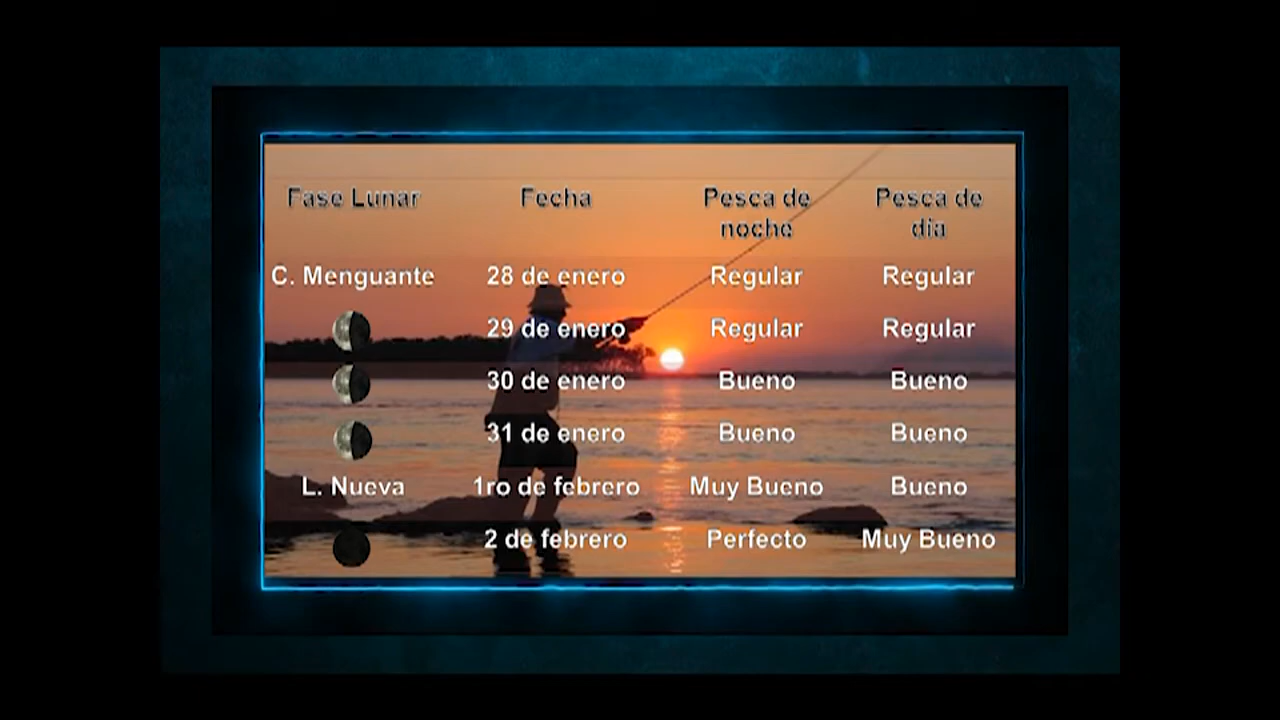 Fase Lunar Fecha Pesca de noche Pesca de dia
C. Menguante 28 de enero Regular Regular
29 de enero Regular Regular
30 de enero Bueno Bueno
31 de enero Bueno Bueno
L. Nueva 1ro de febrero Muy Bueno Bueno
2 de febrero Perfecto Muy Bueno